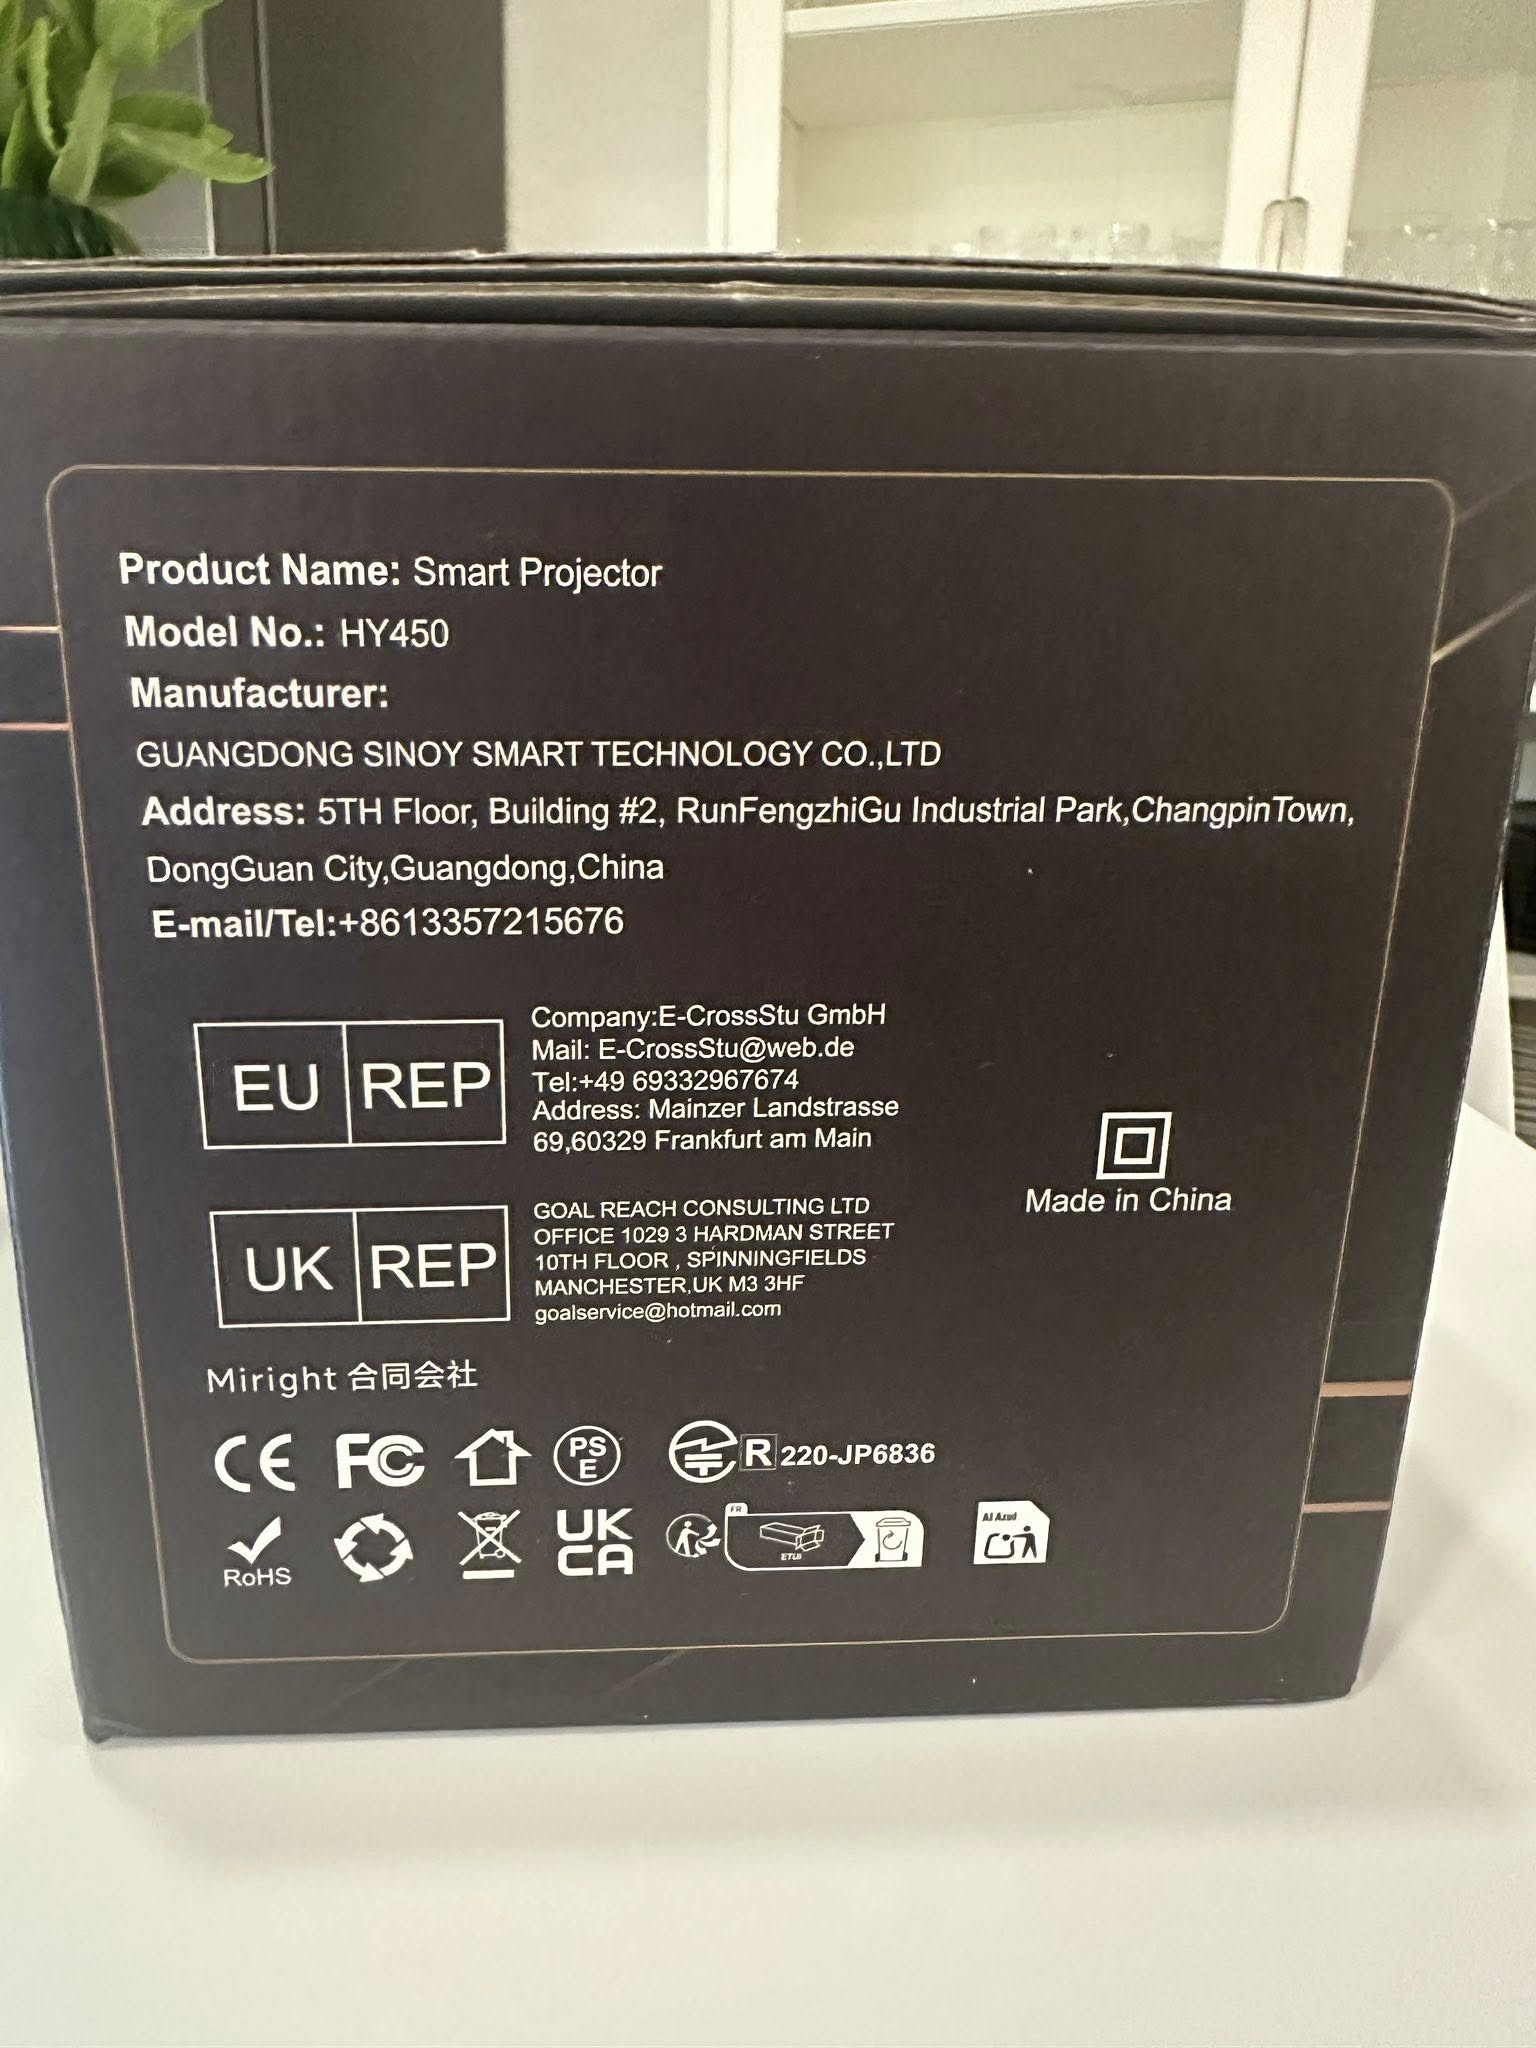 Product Name: Smart Projector
Model No.: HY450
Manufacturer:
GUANGDONG SINOY SMART TECHNOLOGY CO.,LTD
Address: 5TH Floor, Building #2, RunFengzhiGu Industrial Park,ChangpinTown,
DongGuan City,Guangdong,China
E-mail/Tel:+8613357215676
EU REP
Company:E-CrossStu GmbH
Mail: E-CrossStu@web.de
Tel:+49 69332967674
Address: Mainzer Landstrasse
69,60329 Frankfurt am Main
Made in China
UK REP
GOAL REACH CONSULTING LTD
OFFICE 1029 3 HARDMAN STREET
10TH FLOOR , SPINNINGFIELDS
MANCHESTER,UK M3 3HF
goalservice@hotmail.com
Miright 合同会社
CE FC PS E R 220-JP6836
RoHS
UK
CA
FR
ETUI
Al Azud